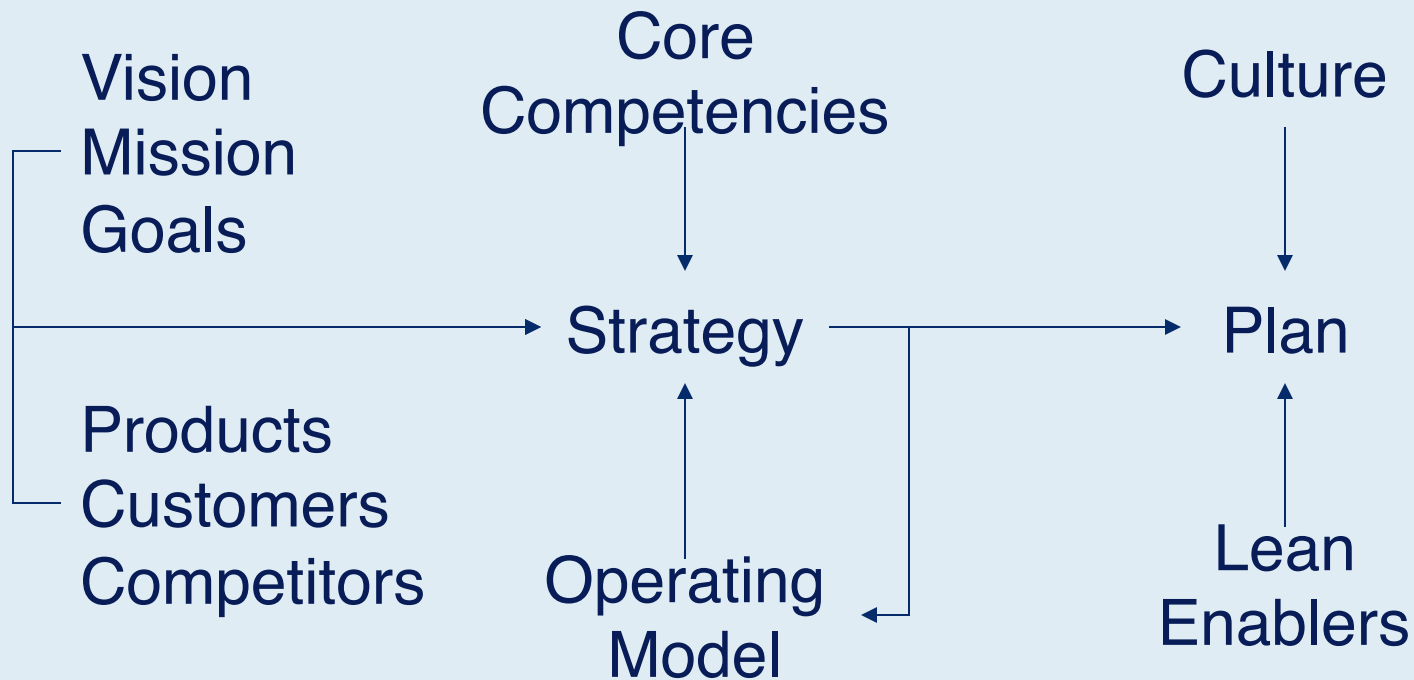 Vision
Mission
Goals
Core
Competencies
Culture
Strategy
Plan
Products
Customers
Competitors
Operating
Model
Lean
Enablers